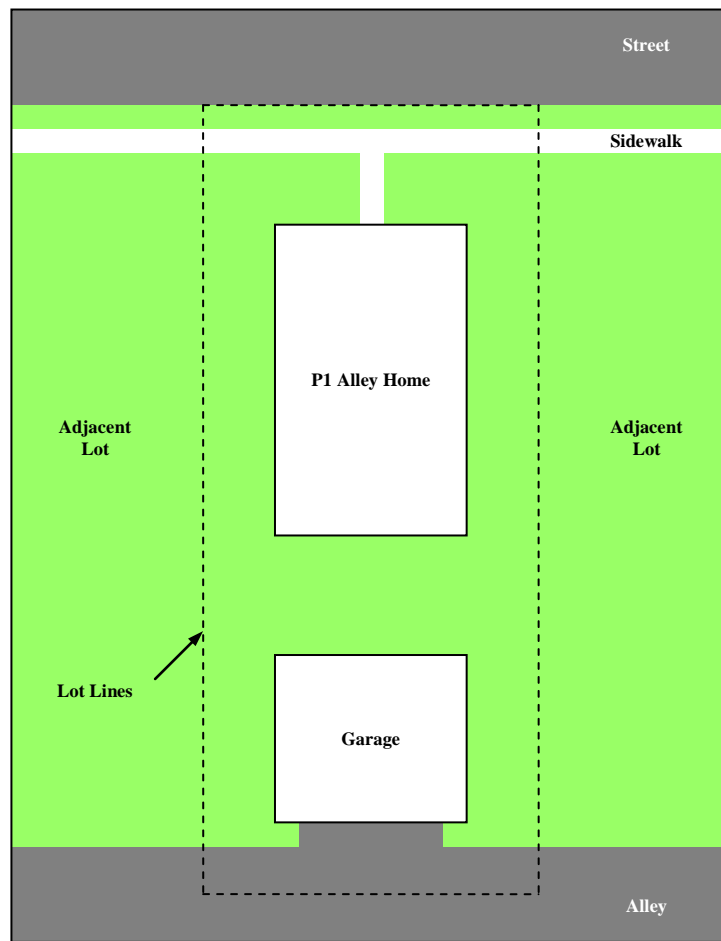 Street
Sidewalk
P1 Alley Home
Adjacent
Lot
Adjacent
Lot
Lot Lines
Garage
Alley